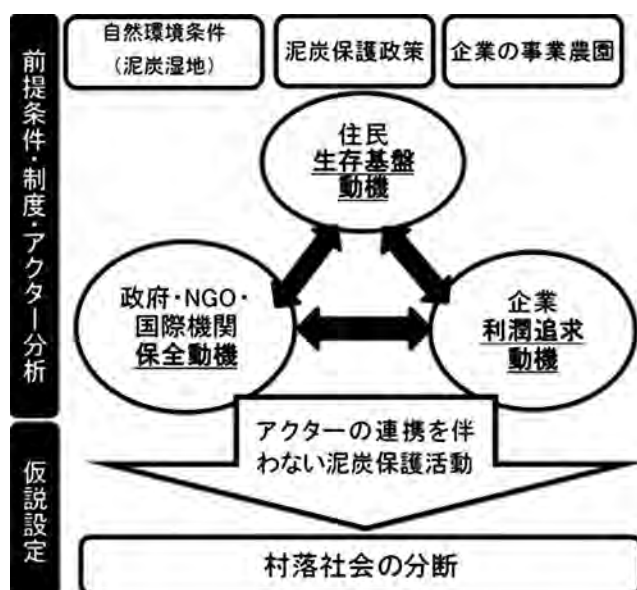 前提条件・制度・アクター分析
自然環境条件
（泥炭湿地）
泥炭保護政策
企業の事業農園
住民
生存基盤
動機
政府・NGO・
国際機関
保全動機
企業
利潤追求
動機
仮説設定
アクターの連携を伴
わない泥炭保護活動
村落社会の分断